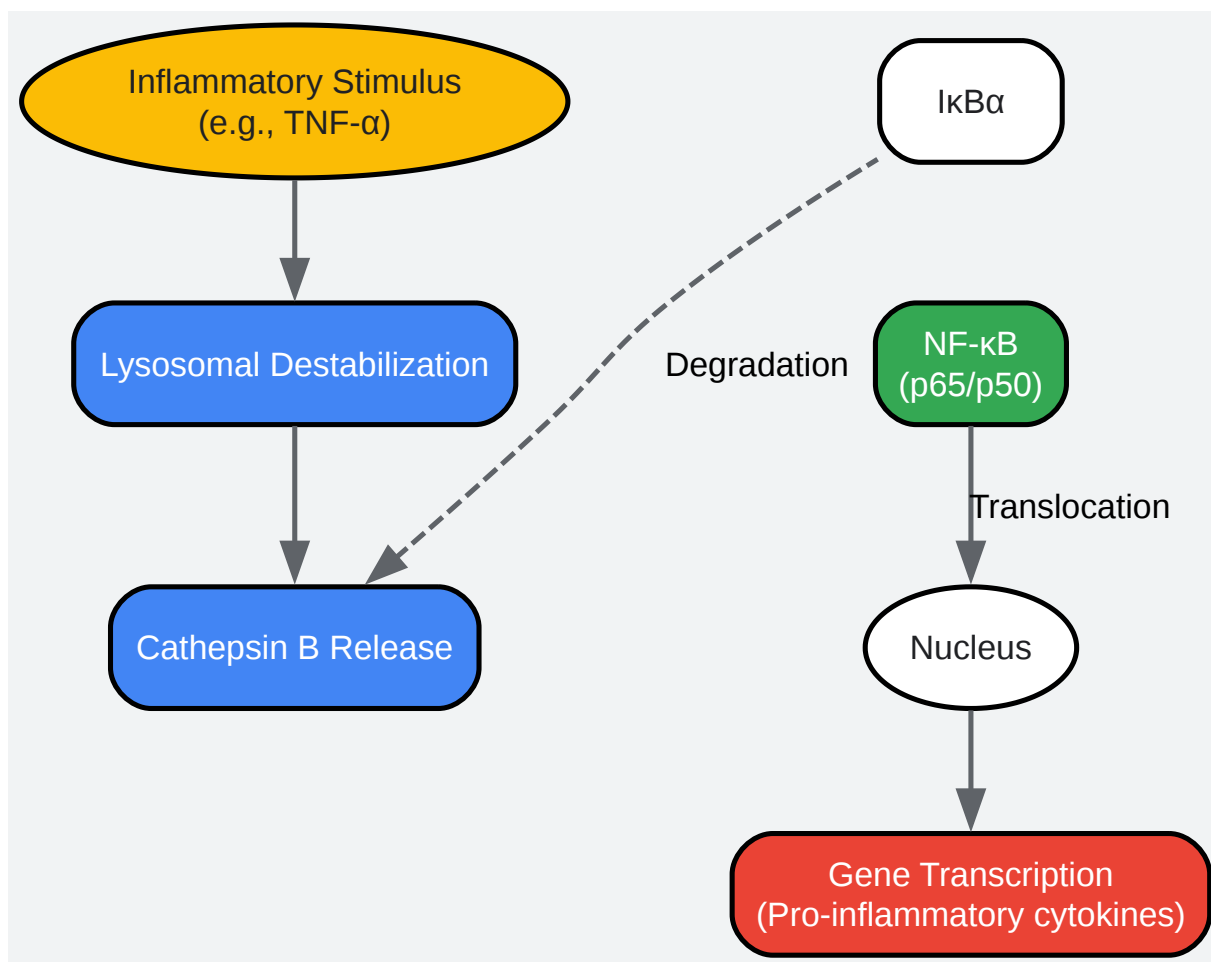 Inflammatory Stimulus
(e.g., TNF-α)
IκBα
Lysosomal Destabilization
Degradation
NF-κB
(p65/p50)
Translocation
Cathepsin B Release
Nucleus
Gene Transcription
(Pro-inflammatory cytokines)